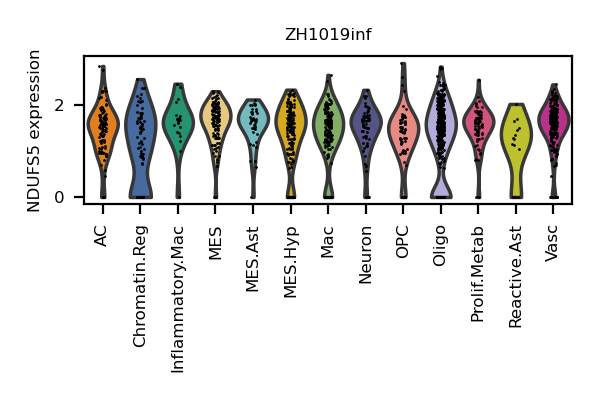 ZH1019inf
NDUFS5 expression
2
0
AC
Chromatin.Reg
Inflammatory.Mac
MES
MES.Ast
MES.Hyp
Mac
Neuron
OPC
Oligo
Prolif.Metab
Reactive.Ast
Vasc